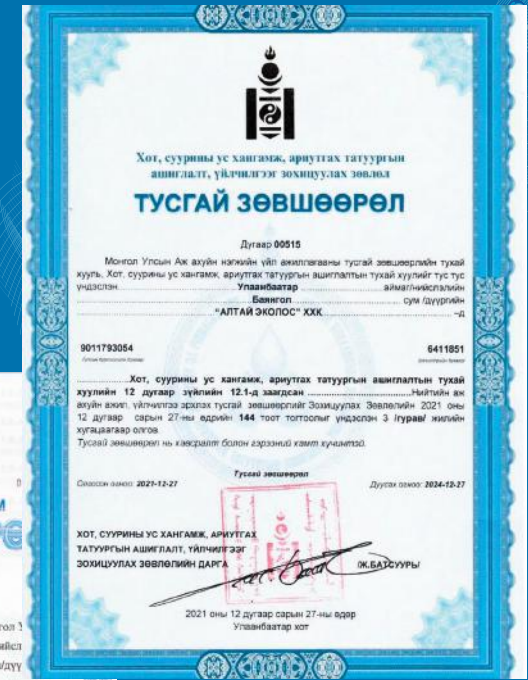 Хот, суурины ус хангамж, ариутгах татуургын
ашиглалт, үйлчилгээг зохицуулах зөвлөл
ТУСГАЙ ЗӨВШӨӨРӨЛ
Дугаар 00515
Монгол Улсын Аж ахуйн нэгжийн үйл ажиллагааны тусгай зөвшөөрлийн тухай
хууль, Хот, суурины ус хангамж, ариутгах татуургын ашиглалтын тухай хуулийг тус тус
үндэслэн Улаанбаатар аймаг/нийслэлийн
Баянгол сум /дүүргийн
"АЛТАЙ ЭКОЛОС" ХХК –д
9011793054 6411851
Хот, суурины ус хангамж, ариутгах татуургын ашиглалтын тухай
хуулийн 12 дугаар зүйлийн 12.1-д заагдсан Нийтийн аж
ахуйн ажил, үйлчилгээ эрхлэх тусгай зөвшөөрлийг Зохицуулах Зөвлөлийн 2021 оны
12 дугаар сарын 27-ны өдрийн 144 тоот тогтоолыг үндэслэн 3 /гурав/ жилийн
хугацаагаар олгов.
Тусгай зөвшөөрөл нь хавсралт болон гэрээний хамт хүчинтэй.
Тусгай зөвшөөрөл
Олгосон огноо: 2021-12-27 Дуусах огноо: 2024-12-27
ХОТ, СУУРИНЫ УС ХАНГАМЖ, АРИУТГАХ
ТАТУУРГЫН АШИГЛАЛТ, ҮЙЛЧИЛГЭЭГ
ЗОХИЦУУЛАХ ЗӨВЛӨЛИЙН ДАРГА /Ж.БАТСУУРЬ/
2021 оны 12 дугаар сарын 27-ны өдөр
Улаанбаатар хот